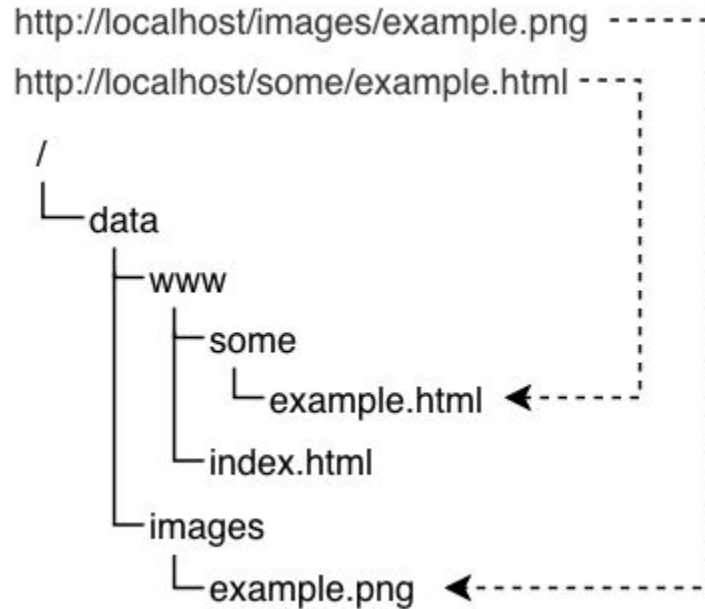 http://localhost/images/example.png
http://localhost/some/example.html
/
data
www
some
example.html
index.html
images
example.png